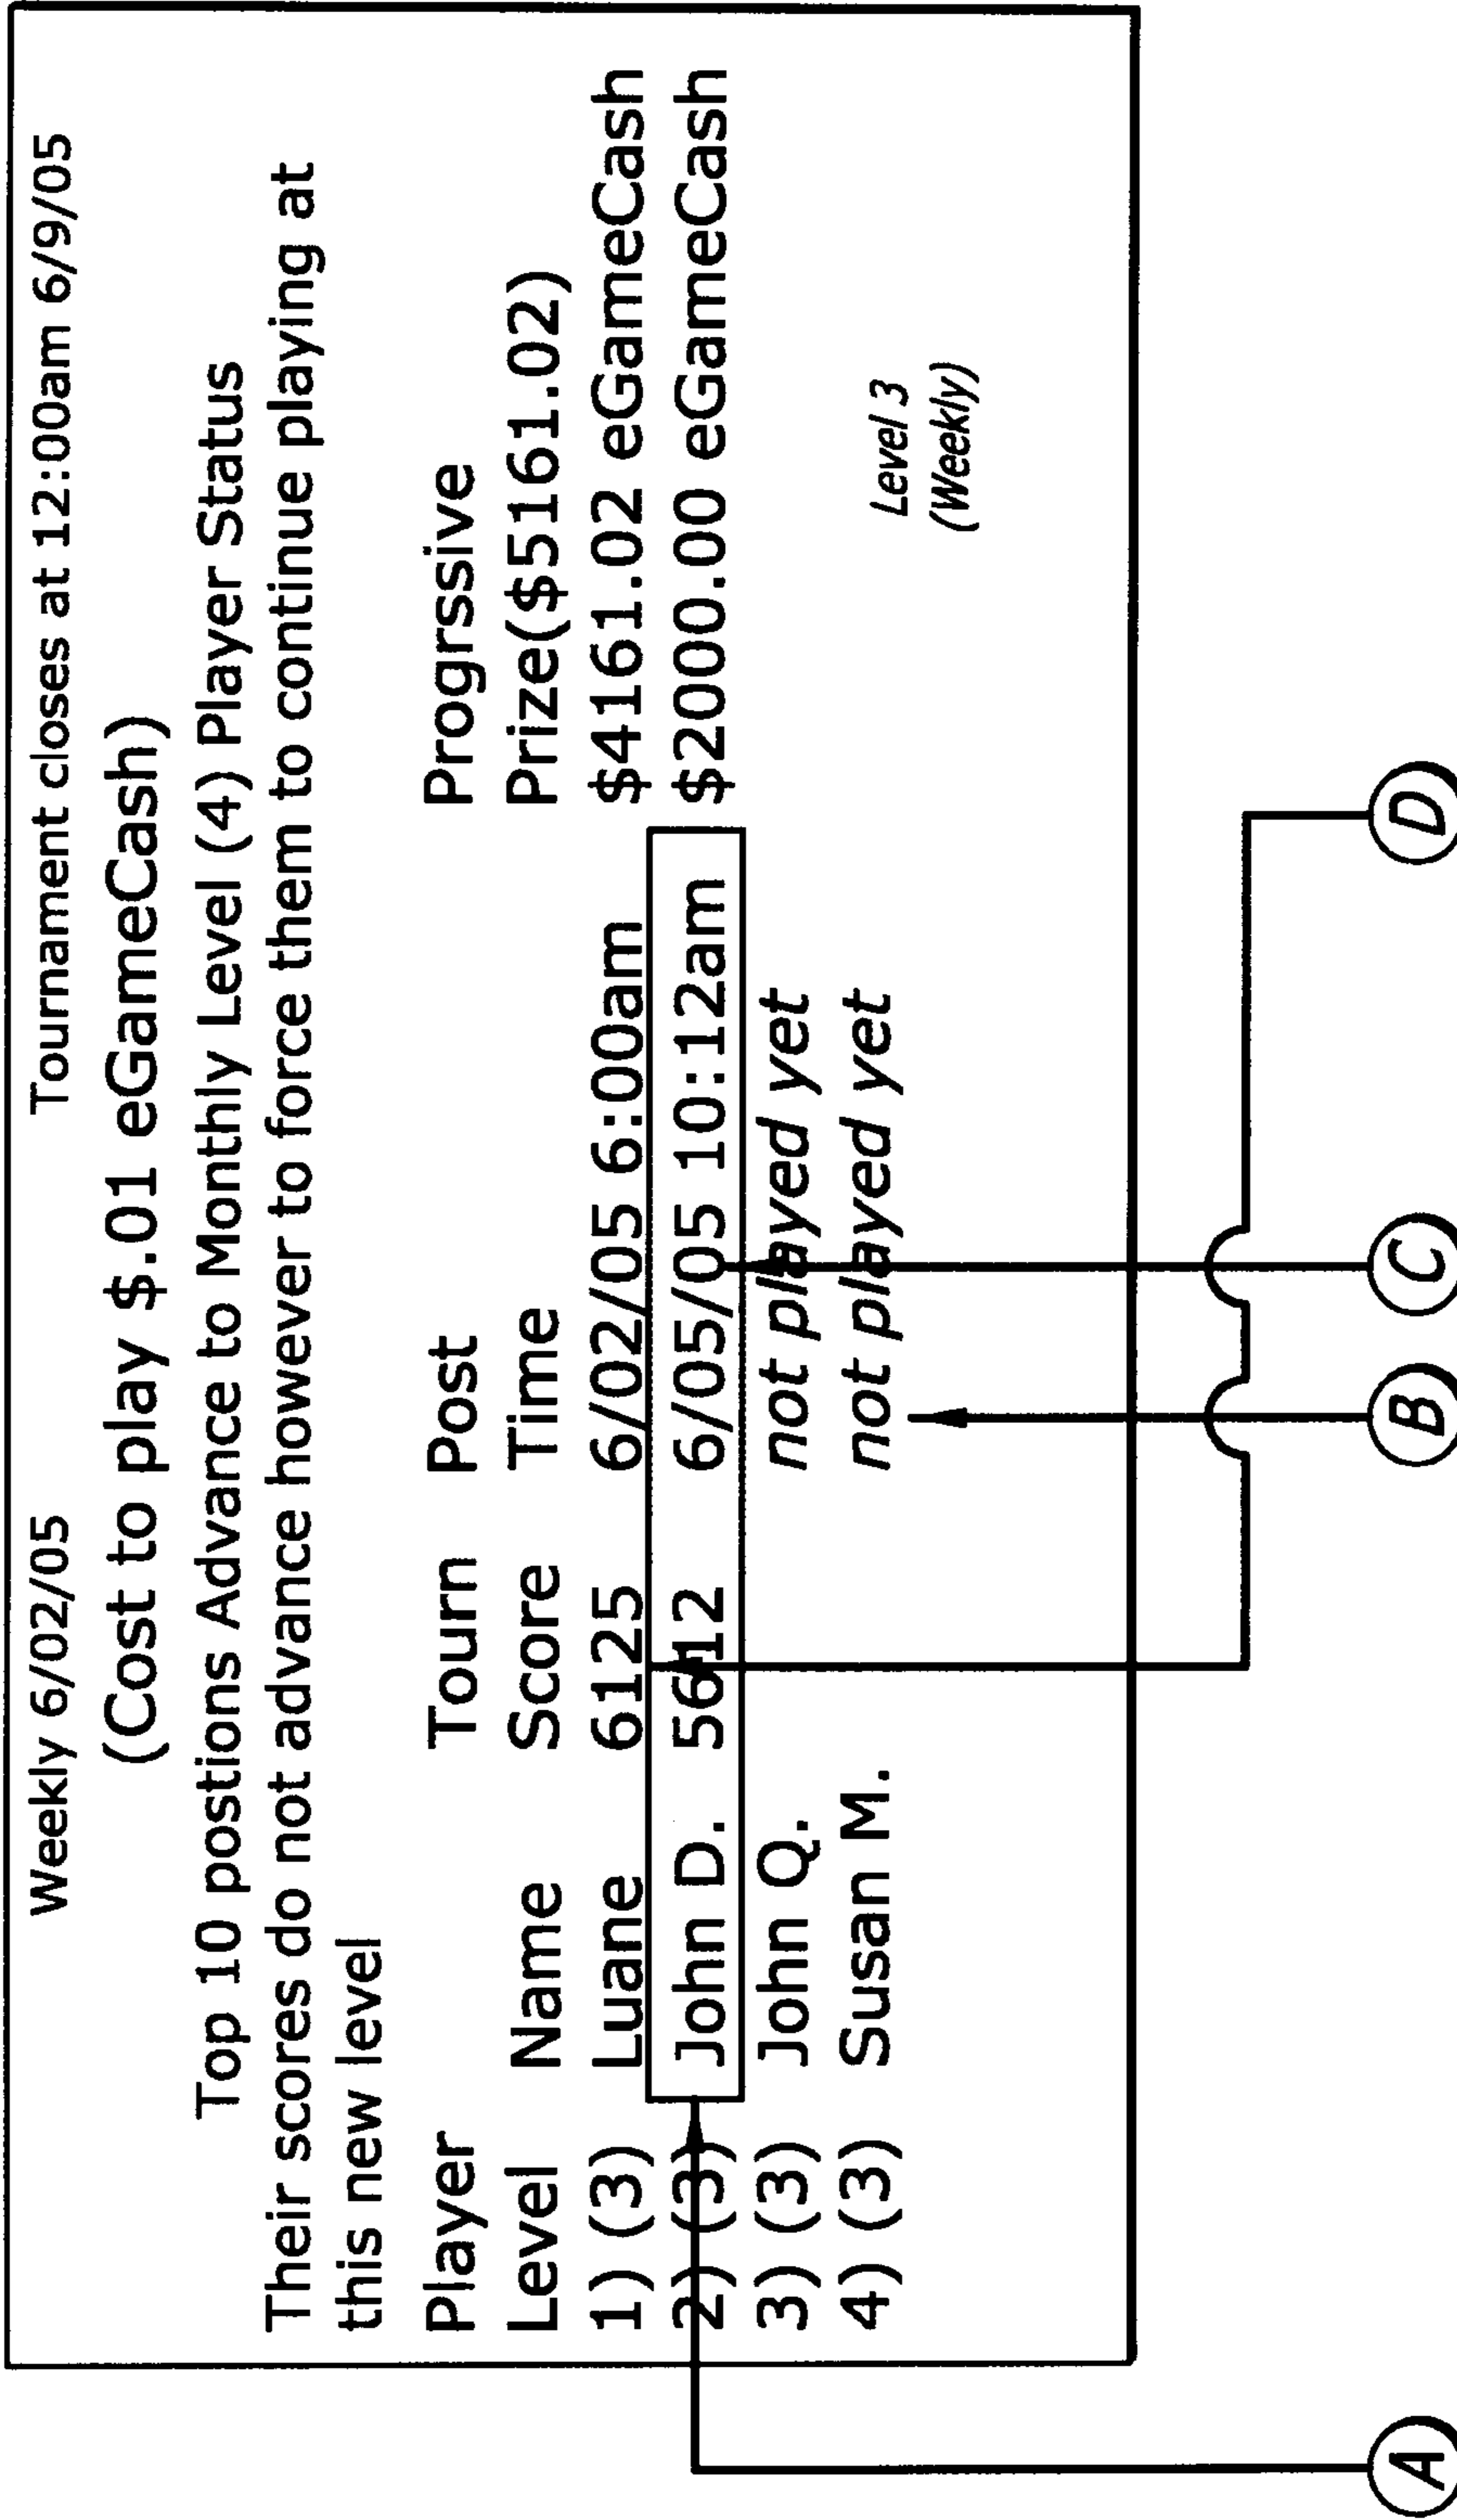 Weekly 6/02/05 Tournament closes at 12:00am 6/9/05
(Cost to play $.01 eGameCash)
Top 10 postions Advance to Monthly Level (4) Player Status
Their scores do not advance however to force them to continue playing at
this new level
Player Tourn Post Progrssive
Level Name Score Time Prize($5161.02)
1) (3) Luane 6125 6/02/05 6:00am $4161.02 eGameCash
2) (3) John D. 5612 6/05/05 10:12am $2000.00 eGameCash
3) (3) John Q. not played yet
4) (3) Susan M. not played yet
Level 3
(Weekly)
A B C D